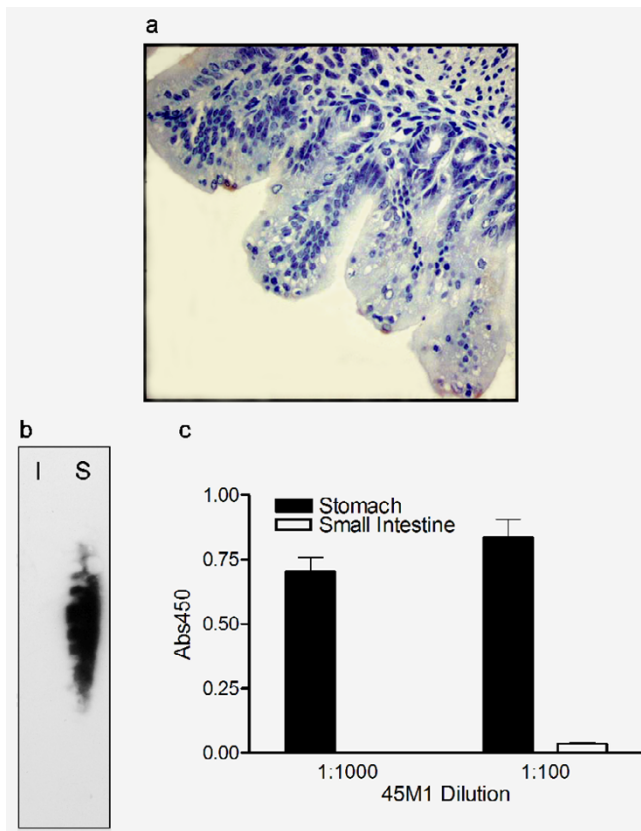 a
b
I S
c
1.00
0.75
0.50
0.25
0.00
Abs450
Stomach
Small Intestine
1:1000 1:100
45M1 Dilution